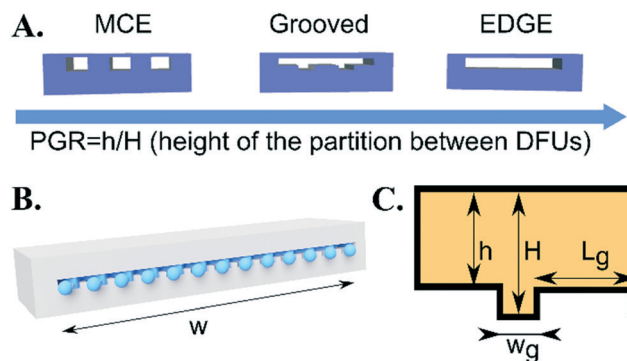 A.
MCE
Grooved
EDGE
PGR=h/H (height of the partition between DFUs)
B.
w
C.
h
H
Lg
wg